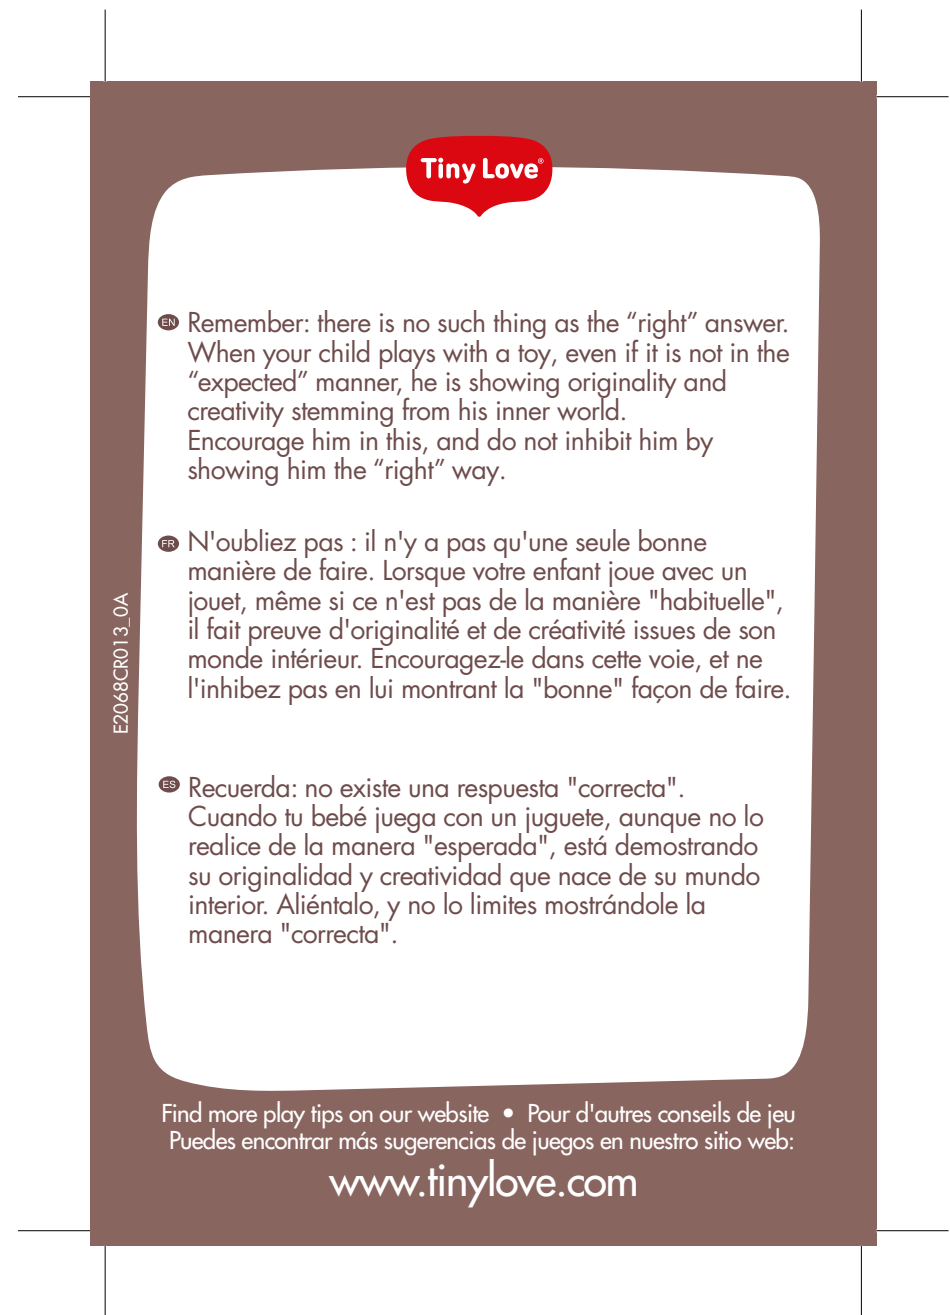 Tiny Love®
EN Remember: there is no such thing as the “right” answer.
When your child plays with a toy, even if it is not in the
“expected” manner, he is showing originality and
creativity stemming from his inner world.
Encourage him in this, and do not inhibit him by
showing him the “right” way.
FR N'oubliez pas : il n'y a pas qu'une seule bonne
manière de faire. Lorsque votre enfant joue avec un
jouet, même si ce n'est pas de la manière "habituelle",
il fait preuve d'originalité et de créativité issues de son
monde intérieur. Encouragez-le dans cette voie, et ne
l'inhibez pas en lui montrant la "bonne" façon de faire.
E2068CR013_0A
ES Recuerda: no existe una respuesta "correcta".
Cuando tu bebé juega con un juguete, aunque no lo
realice de la manera "esperada", está demostrando
su originalidad y creatividad que nace de su mundo
interior. Aliéntalo, y no lo limites mostrándole la
manera "correcta".
Find more play tips on our website • Pour d'autres conseils de jeu
Puedes encontrar más sugerencias de juegos en nuestro sitio web:
www.tinylove.com